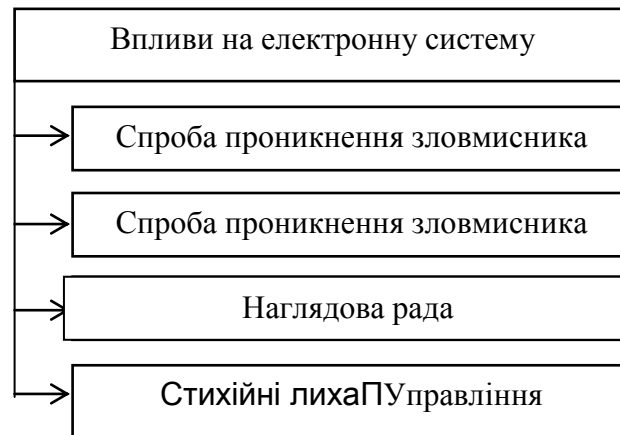 Впливи на електронну систему
Спроба проникнення зловмисника
Спроба проникнення зловмисника
Наглядова рада
Стихійні лихаПУправління